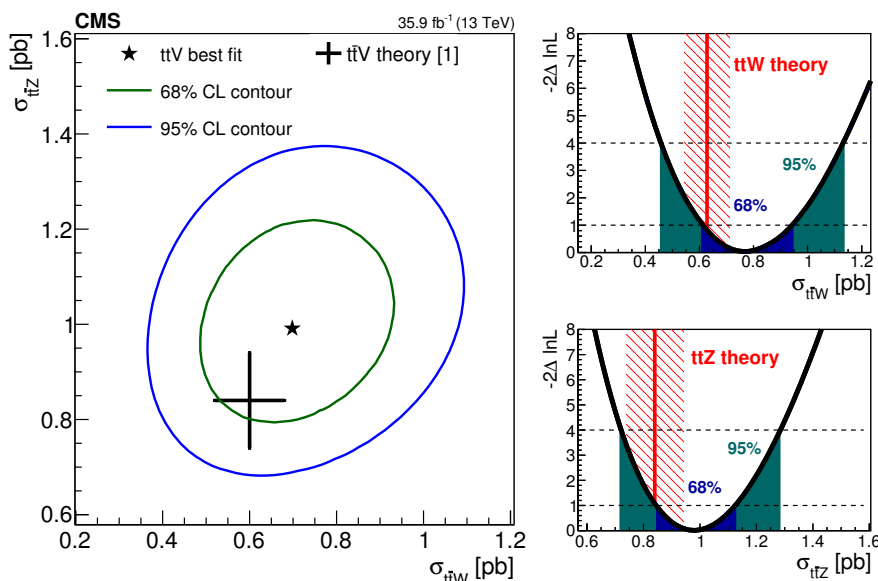 CMS
35.9 fb⁻¹ (13 TeV)
σ_tt̄Z [pb]
1.6
1.4
1.2
1
0.8
0.6
ttV best fit
tt̄V theory [1]
68% CL contour
95% CL contour
0.2 0.4 0.6 0.8 1 1.2
σ_tt̄W [pb]
-2Δ lnL
8
7
6
5
4
3
2
1
0
ttW theory
95%
68%
0.2 0.4 0.6 0.8 1 1.2
σ_tt̄W [pb]
-2Δ lnL
8
7
6
5
4
3
2
1
0
ttZ theory
95%
68%
0.6 0.8 1 1.2 1.4 1.6
σ_tt̄Z [pb]